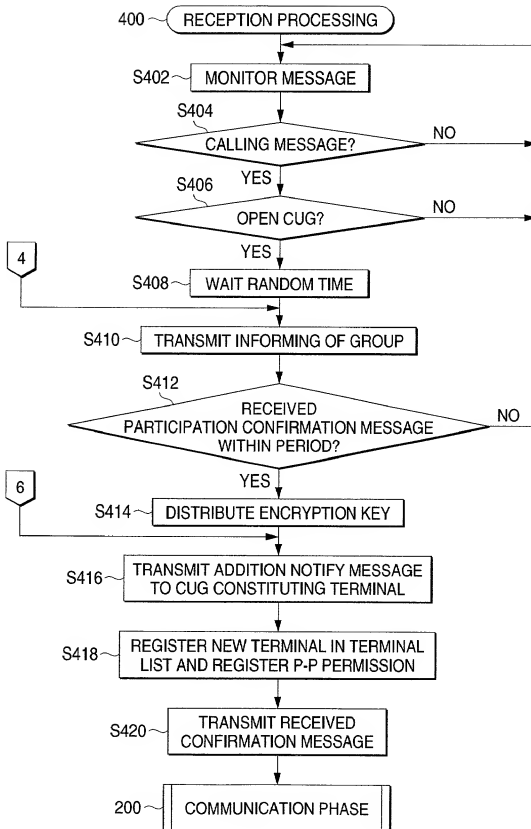 400
RECEPTION PROCESSING
S402
MONITOR MESSAGE
S404
CALLING MESSAGE?
NO
YES
S406
OPEN CUG?
NO
YES
4
S408
WAIT RANDOM TIME
S410
TRANSMIT INFORMING OF GROUP
S412
RECEIVED
PARTICIPATION CONFIRMATION MESSAGE
WITHIN PERIOD?
NO
YES
6
S414
DISTRIBUTE ENCRYPTION KEY
S416
TRANSMIT ADDITION NOTIFY MESSAGE
TO CUG CONSTITUTING TERMINAL
S418
REGISTER NEW TERMINAL IN TERMINAL
LIST AND REGISTER P-P PERMISSION
S420
TRANSMIT RECEIVED
CONFIRMATION MESSAGE
200
COMMUNICATION PHASE